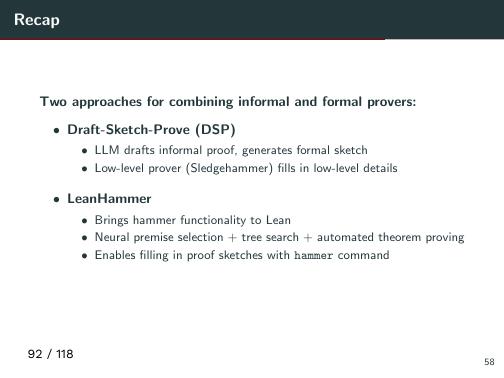 Recap
Two approaches for combining informal and formal provers:
• Draft-Sketch-Prove (DSP)
• LLM drafts informal proof, generates formal sketch
• Low-level prover (Sledgehammer) fills in low-level details
• LeanHammer
• Brings hammer functionality to Lean
• Neural premise selection + tree search + automated theorem proving
• Enables filling in proof sketches with hammer command
92 / 118
58